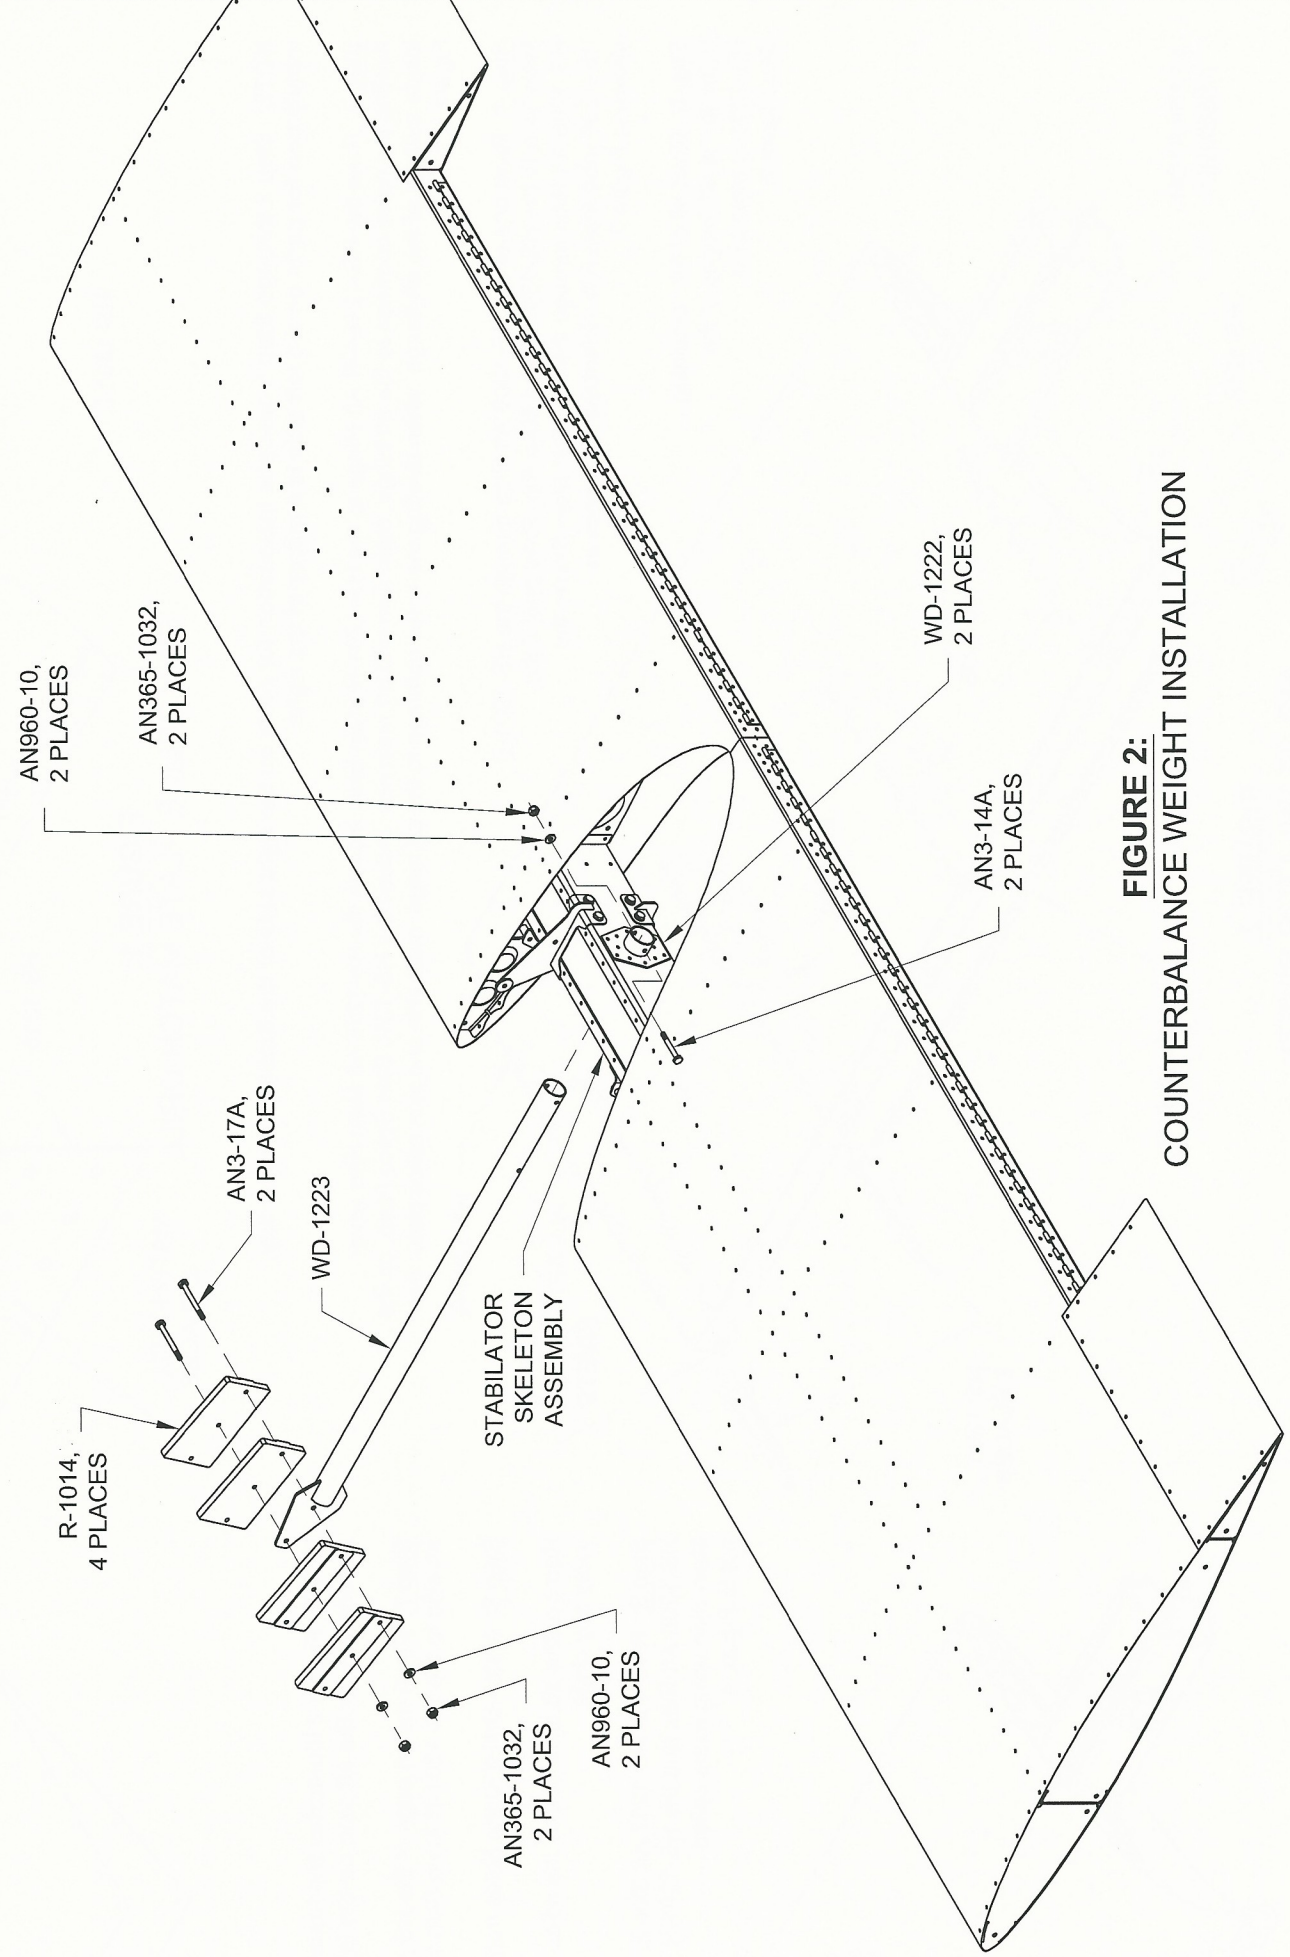 AN960-10,
2 PLACES
AN365-1032,
2 PLACES
AN3-17A,
2 PLACES
WD-1223
R-1014,
4 PLACES
STABILATOR
SKELETON
ASSEMBLY
AN365-1032,
2 PLACES
AN960-10,
2 PLACES
WD-1222,
2 PLACES
AN3-14A,
2 PLACES
FIGURE 2:
COUNTERBALANCE WEIGHT INSTALLATION